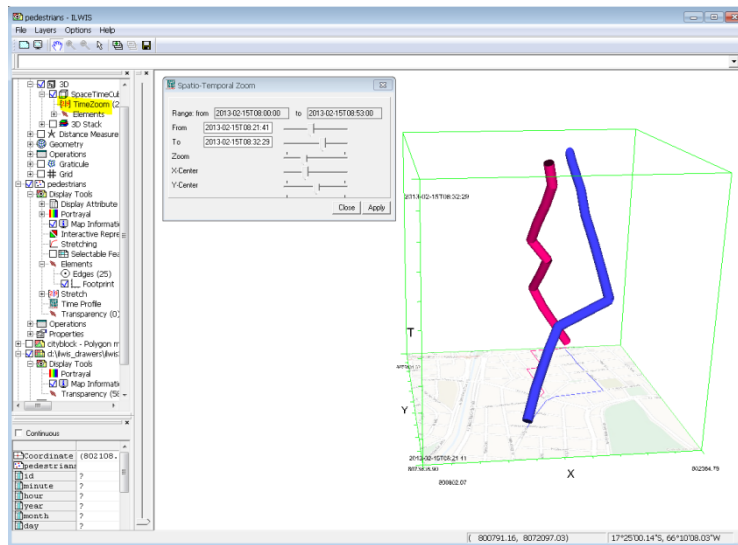 pedestrians - ILWIS
File Layers Options Help
3D
SpaceTimeCub
TimeZoom (2
Elements
3D Stack
Distance Measure
Geometry
Operations
Graticule
Grid
pedestrians
Display Tools
Display Attribute
Portrayal
Map Informatio
Interactive Repre
Stretching
Selectable Fea
Elements
Edges (25)
Footprint
Stretch
Time Profile
Transparency (0)
Operations
Properties
cityblock - Polygon m
d:\ilwis_drawers\ilwis
Display Tools
Portrayal
Map Informati
Transparency (5
Continuous
Coordinate (802108.
pedestrians
id ?
minute ?
hour ?
year ?
month ?
day ?
Spatio-Temporal Zoom
Range: from 2013-02-15T08:00:00 to 2013-02-15T08:53:00
From 2013-02-15T08:21:41
To 2013-02-15T08:32:29
Zoom
X-Center
Y-Center
Close Apply
2013-02-15T08:32:29
T
Y
2013-02-15T08:21:41
X
( 800791.16, 8072097.03) 17°25'00.14"S, 66°10'08.03"W